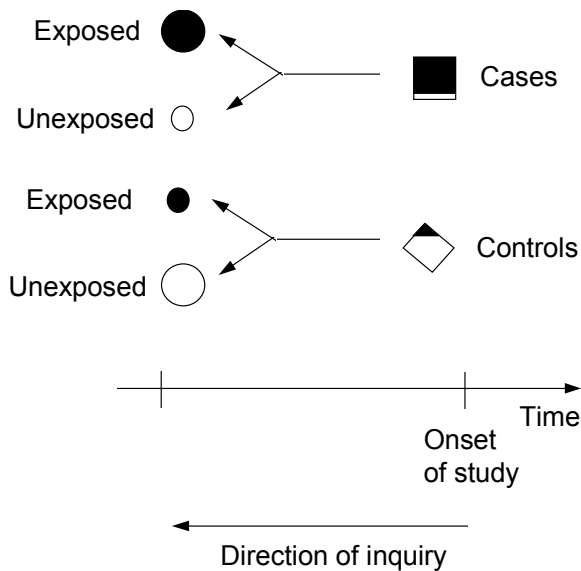 Exposed
Cases
Unexposed
Exposed
Controls
Unexposed
Time
Onset
of study
Direction of inquiry